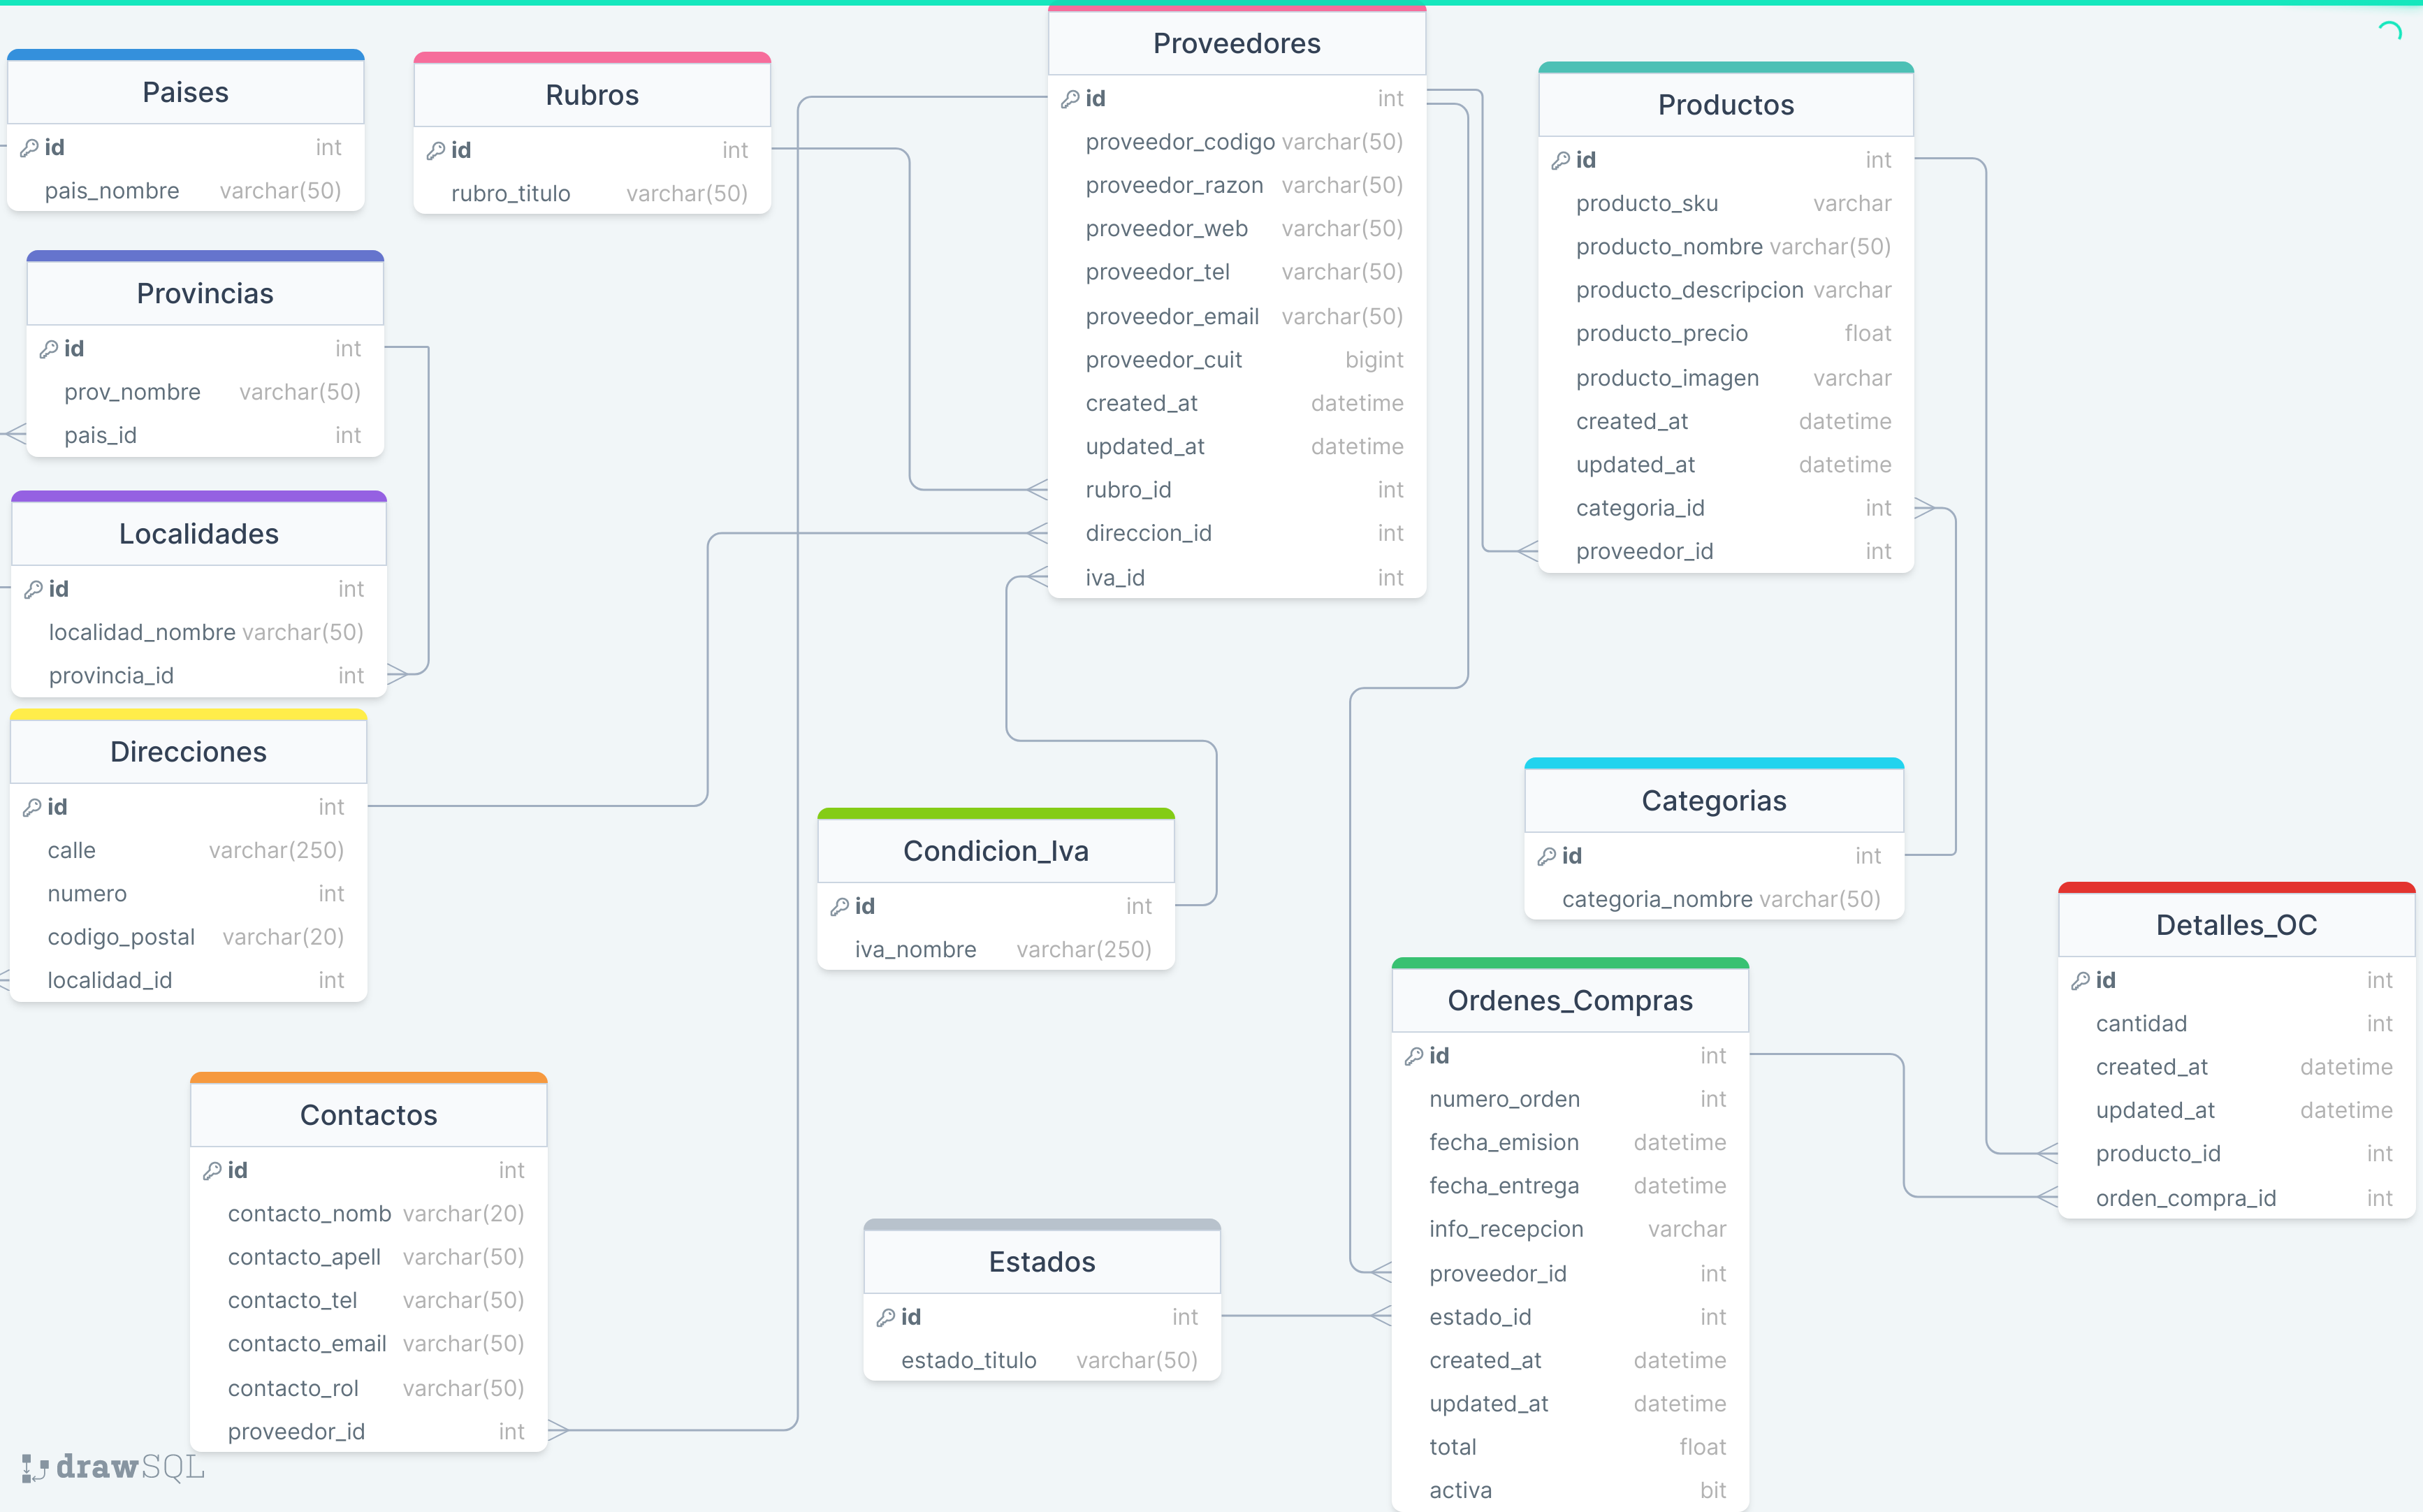 Paises
id int
pais_nombre varchar(50)
Rubros
id int
rubro_titulo varchar(50)
Proveedores
id int
proveedor_codigo varchar(50)
proveedor_razon varchar(50)
proveedor_web varchar(50)
proveedor_tel varchar(50)
proveedor_email varchar(50)
proveedor_cuit bigint
created_at datetime
updated_at datetime
rubro_id int
direccion_id int
iva_id int
Productos
id int
producto_sku varchar
producto_nombre varchar(50)
producto_descripcion varchar
producto_precio float
producto_imagen varchar
created_at datetime
updated_at datetime
categoria_id int
proveedor_id int
Provincias
id int
prov_nombre varchar(50)
pais_id int
Localidades
id int
localidad_nombre varchar(50)
provincia_id int
Direcciones
id int
calle varchar(250)
numero int
codigo_postal varchar(20)
localidad_id int
Condicion_Iva
id int
iva_nombre varchar(250)
Categorias
id int
categoria_nombre varchar(50)
Detalles_OC
id int
cantidad int
created_at datetime
updated_at datetime
producto_id int
orden_compra_id int
Ordenes_Compras
id int
numero_orden int
fecha_emision datetime
fecha_entrega datetime
info_recepcion varchar
proveedor_id int
estado_id int
created_at datetime
updated_at datetime
total float
activa bit
Contactos
id int
contacto_nomb varchar(20)
contacto_apell varchar(50)
contacto_tel varchar(50)
contacto_email varchar(50)
contacto_rol varchar(50)
proveedor_id int
Estados
id int
estado_titulo varchar(50)
drawSQL